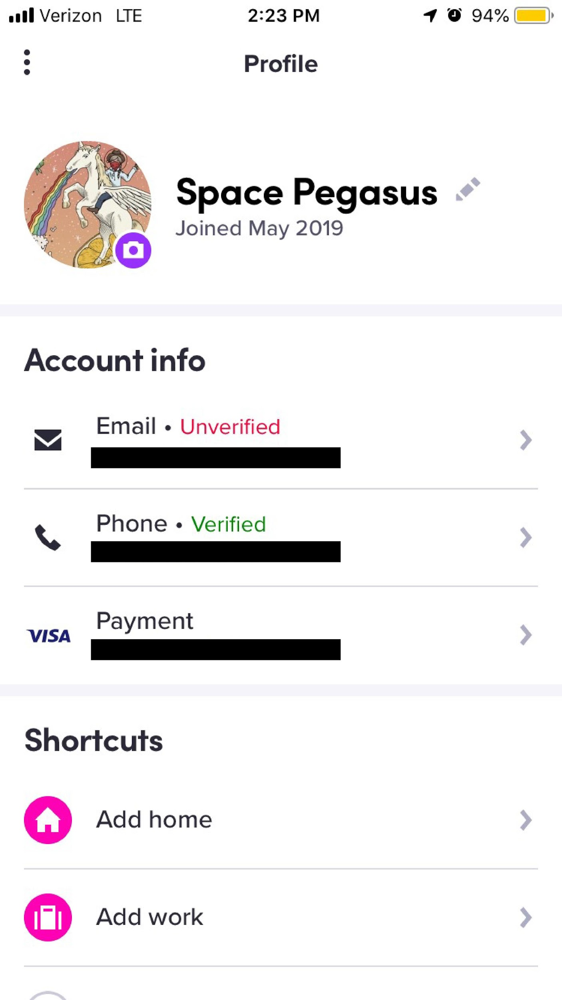 Verizon LTE 2:23 PM 94%
Profile
Space Pegasus
Joined May 2019
Account info
Email • Unverified
Phone • Verified
VISA Payment
Shortcuts
Add home
Add work